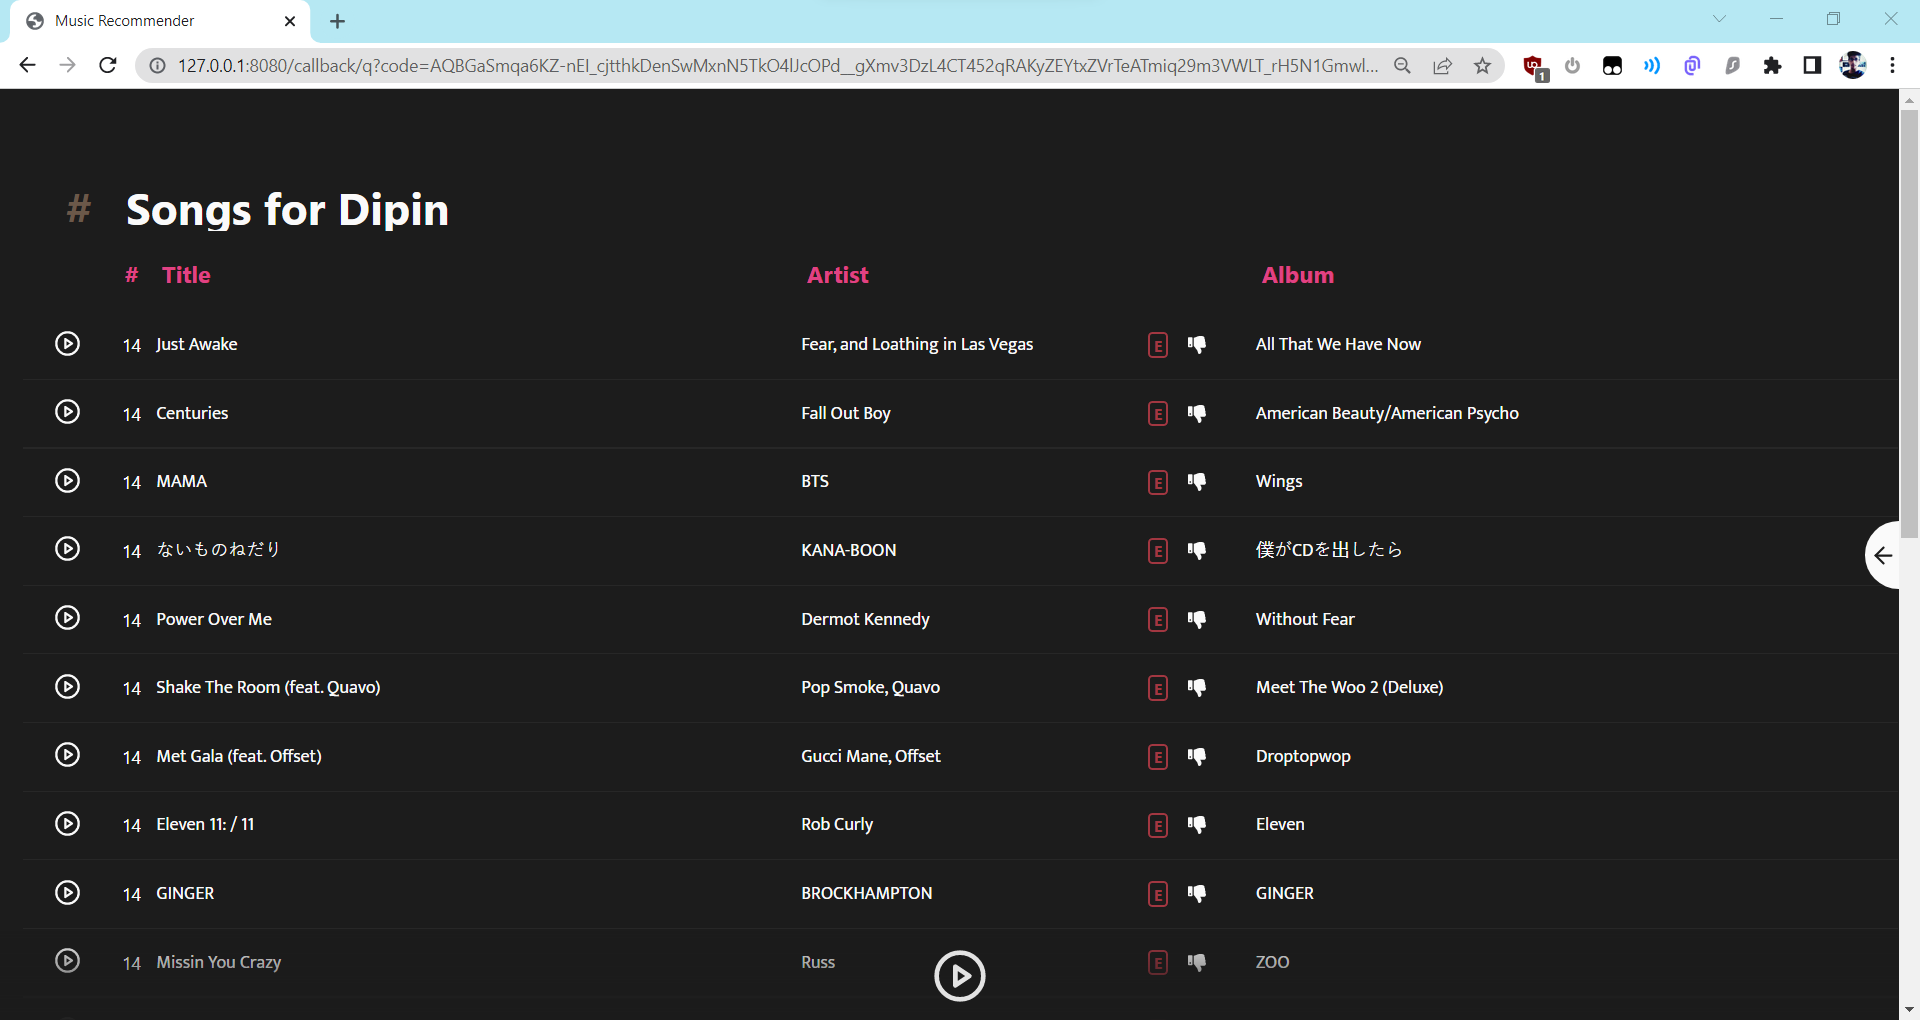 Music Recommender
127.0.0.1:8080/callback/q?code=AQBGaSmqa6KZ-nEI_cjtthkDenSwMxnN5TkO4lJcOPd__gXmv3DzL4CT452qRAKyZEYtxZVrTeATmiq29m3VWLT_rH5N1Gmwl...
1
# Songs for Dipin
# Title Artist Album
14 Just Awake Fear, and Loathing in Las Vegas E All That We Have Now
14 Centuries Fall Out Boy E American Beauty/American Psycho
14 MAMA BTS E Wings
14 ないものねだり KANA-BOON E 僕がCDを出したら
14 Power Over Me Dermot Kennedy E Without Fear
14 Shake The Room (feat. Quavo) Pop Smoke, Quavo E Meet The Woo 2 (Deluxe)
14 Met Gala (feat. Offset) Gucci Mane, Offset E Droptopwop
14 Eleven 11: / 11 Rob Curly E Eleven
14 GINGER BROCKHAMPTON E GINGER
14 Missin You Crazy Russ E ZOO